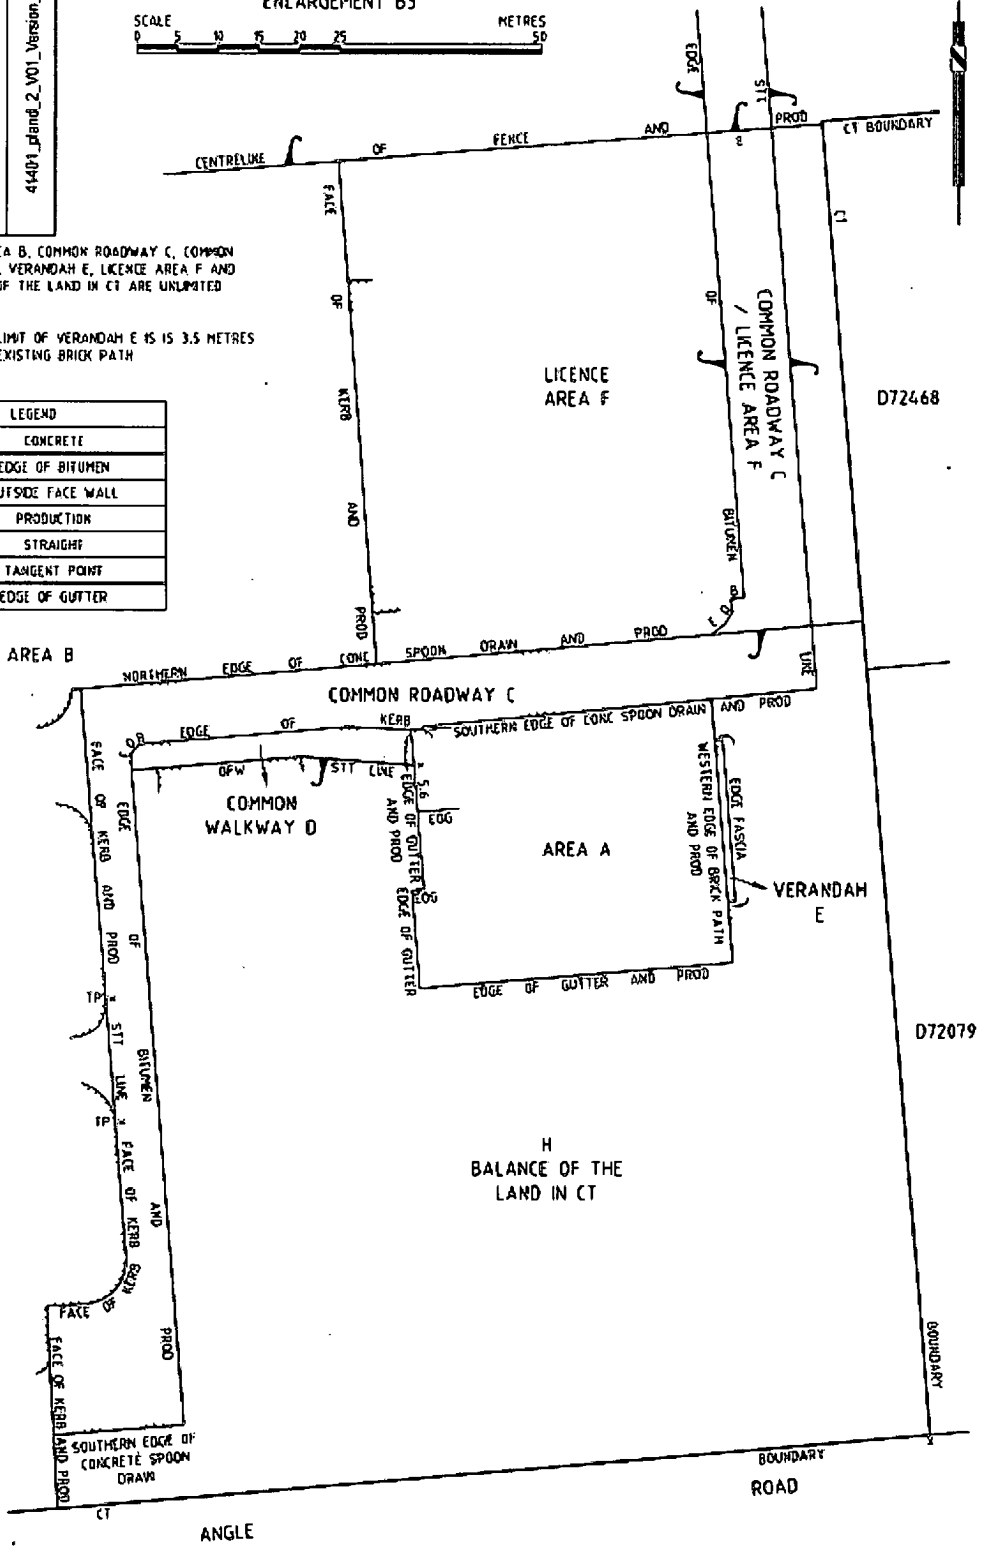 ENLARGEMENT B3
SCALE
METRES
0 5 10 15 20 25 50
41401_pland_2_V01_Version_
EDGE
STT
CENTRELINE OF FENCE AND PROD
CT BOUNDARY
CT
FACE OF KERB AND PROD
B, COMMON ROADWAY C, COMMON
VERANDAH E, LICENCE AREA F AND
OF THE LAND IN CT ARE UNLIMITED
LIMIT OF VERANDAH E IS IS 3.5 METRES
EXISTING BRICK PATH
OF
BITUMEN
COMMON ROADWAY C
/ LICENCE AREA F
LICENCE
AREA F
D72468
LEGEND
CONCRETE
EDGE OF BITUMEN
FACE WALL
PRODUCTION
STRAIGHT
TANGENT POINT
EDGE OF GUTTER
AREA B
NORTHERN EDGE OF CONC SPOON DRAIN AND PROD
LINE
COMMON ROADWAY C
EDGE OF KERB
SOUTHERN EDGE OF CONC SPOON DRAIN AND PROD
OFW STT LINE
COMMON
WALKWAY D
5.6
EOG
EDGE OF GUTTER
AND PROD
EOG
EDGE OF GUTTER
AREA A
WESTERN EDGE OF BRICK PATH
AND PROD
EDGE FASCIA
VERANDAH
E
EDGE OF GUTTER AND PROD
FACE OF KERB AND PROD
EDGE OF BITUMEN AND PROD
TP
STT LINE
TP
FACE OF KERB
D72079
H
BALANCE OF THE
LAND IN CT
FACE OF KERB
FACE OF KERB AND PROD
SOUTHERN EDGE OF
CONCRETE SPOON
DRAIN
BOUNDARY
BOUNDARY
CT
ANGLE
ROAD